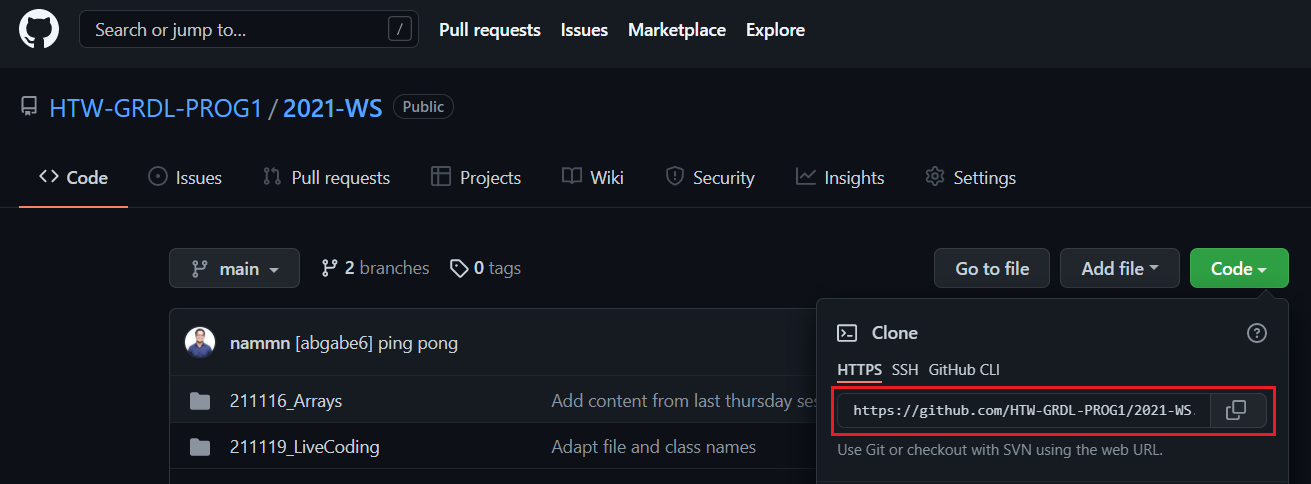 Search or jump to... / Pull requests Issues Marketplace Explore
HTW-GRDL-PROG1 / 2021-WS Public
Code Issues Pull requests Projects Wiki Security Insights Settings
main 2 branches 0 tags Go to file Add file Code
nammn [abgabe6] ping pong
Clone
HTTPS SSH GitHub CLI
211116_Arrays Add content from last thursday
https://github.com/HTW-GRDL-PROG1/2021-WS.
211119_LiveCoding Adapt file and class names
Use Git or checkout with SVN using the web URL.